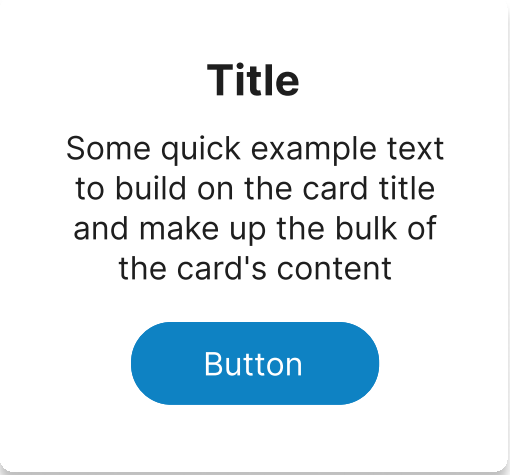 Title
Some quick example text
to build on the card title
and make up the bulk of
the card's content
Button